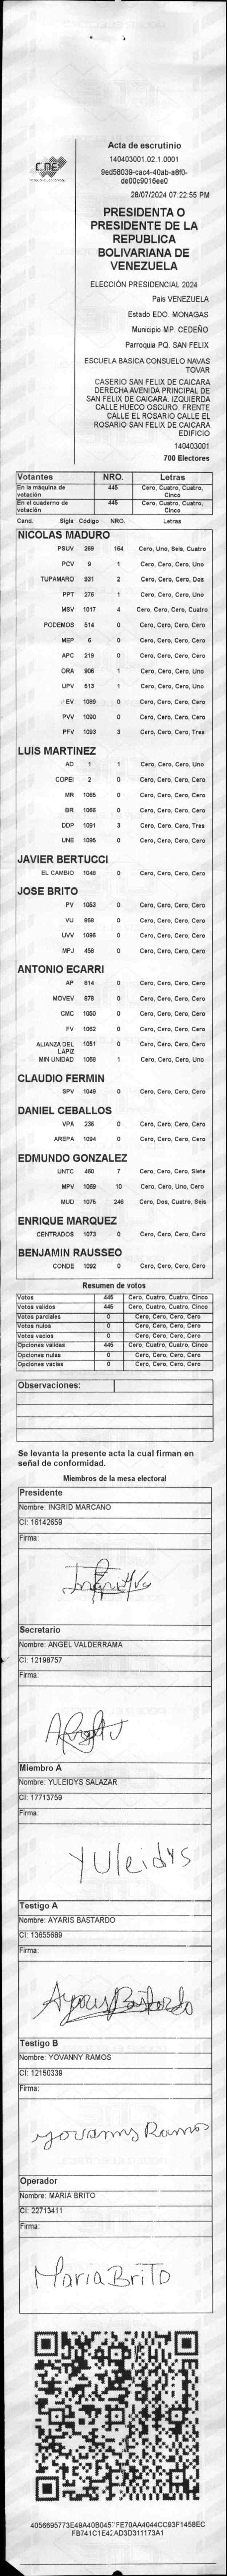 CNE
Acta de escrutinio
140403001.02.1.0001
9ed58039-cac4-40ab-a8f0-
de00c9016ee0
28/07/2024 07:22:55 PM
PRESIDENTA O
PRESIDENTE DE LA
REPUBLICA
BOLIVARIANA DE
VENEZUELA
ELECCIÓN PRESIDENCIAL 2024
Pais VENEZUELA
Estado EDO. MONAGAS
Municipio MP. CEDEÑO
Parroquia PQ. SAN FELIX
ESCUELA BASICA CONSUELO NAVAS
TOVAR
CASERIO SAN FELIX DE CAICARA
DERECHA AVENIDA PRINCIPAL DE
SAN FELIX DE CAICARA. IZQUIERDA
CALLE HUECO OSCURO. FRENTE
CALLE EL ROSARIO CALLE EL
ROSARIO SAN FELIX DE CAICARA
EDIFICIO
140403001
700 Electores
Votantes NRO. Letras
En la máquina de votación 445 Cero, Cuatro, Cuatro, Cinco
En el cuaderno de votación 445 Cero, Cuatro, Cuatro, Cinco
Cand. Sigla Código NRO. Letras
NICOLAS MADURO
PSUV 269 164 Cero, Uno, Seis, Cuatro
PCV 9 1 Cero, Cero, Cero, Uno
TUPAMARO 931 2 Cero, Cero, Cero, Dos
PPT 276 1 Cero, Cero, Cero, Uno
MSV 1017 4 Cero, Cero, Cero, Cuatro
PODEMOS 514 0 Cero, Cero, Cero, Cero
MEP 6 0 Cero, Cero, Cero, Cero
APC 219 0 Cero, Cero, Cero, Cero
ORA 906 1 Cero, Cero, Cero, Uno
UPV 513 1 Cero, Cero, Cero, Uno
EV 1089 0 Cero, Cero, Cero, Cero
PVV 1090 0 Cero, Cero, Cero, Cero
PFV 1093 3 Cero, Cero, Cero, Tres
LUIS MARTINEZ
AD 1 1 Cero, Cero, Cero, Uno
COPEI 2 0 Cero, Cero, Cero, Cero
MR 1065 0 Cero, Cero, Cero, Cero
BR 1066 0 Cero, Cero, Cero, Cero
DDP 1091 3 Cero, Cero, Cero, Tres
UNE 1095 0 Cero, Cero, Cero, Cero
JAVIER BERTUCCI
EL CAMBIO 1048 0 Cero, Cero, Cero, Cero
JOSE BRITO
PV 1053 0 Cero, Cero, Cero, Cero
VU 0 Cero, Cero, Cero, Cero
UVV 1096 0 Cero, Cero, Cero, Cero
MPJ 458 0 Cero, Cero, Cero, Cero
ANTONIO ECARRI
AP 814 0 Cero, Cero, Cero, Cero
MOVEV 978 0 Cero, Cero, Cero, Cero
CMC 1050 0 Cero, Cero, Cero, Cero
FV 1062 0 Cero, Cero, Cero, Cero
ALIANZA DEL LAPIZ 1051 0 Cero, Cero, Cero, Cero
MIN UNIDAD 1058 1 Cero, Cero, Cero, Uno
CLAUDIO FERMIN
SPV 1049 0 Cero, Cero, Cero, Cero
DANIEL CEBALLOS
VPA 236 0 Cero, Cero, Cero, Cero
AREPA 1094 0 Cero, Cero, Cero, Cero
EDMUNDO GONZALEZ
UNTC 460 7 Cero, Cero, Cero, Siete
MPV 1069 10 Cero, Cero, Uno, Cero
MUD 1075 246 Cero, Dos, Cuatro, Seis
ENRIQUE MARQUEZ
CENTRADOS 1073 0 Cero, Cero, Cero, Cero
BENJAMIN RAUSSEO
CONDE 1092 0 Cero, Cero, Cero, Cero
Resumen de votos
Votos 445 Cero, Cuatro, Cuatro, Cinco
Votos validos 445 Cero, Cuatro, Cuatro, Cinco
Votos parciales 0 Cero, Cero, Cero, Cero
Votos nulos 0 Cero, Cero, Cero, Cero
Votos vacios 0 Cero, Cero, Cero, Cero
Opciones validas 445 Cero, Cuatro, Cuatro, Cinco
Opciones nulas 0 Cero, Cero, Cero, Cero
Opciones vacias 0 Cero, Cero, Cero, Cero
Observaciones:
Se levanta la presente acta la cual firman en
señal de conformidad.
Miembros de la mesa electoral
Presidente
Nombre: INGRID MARCANO
CI: 16142659
Firma:
Secretario
Nombre: ANGEL VALDERRAMA
CI: 12198757
Firma:
Miembro A
Nombre: YULEIDYS SALAZAR
CI: 17713759
Firma:
Yuleidys
Testigo A
Nombre: AYARIS BASTARDO
CI: 13655689
Firma:
Ayaris Bastardo
Testigo B
Nombre: YOVANNY RAMOS
CI: 12150339
Firma:
Yovanny Ramos
Operador
Nombre: MARIA BRITO
CI: 22713411
Firma:
Maria BriTo